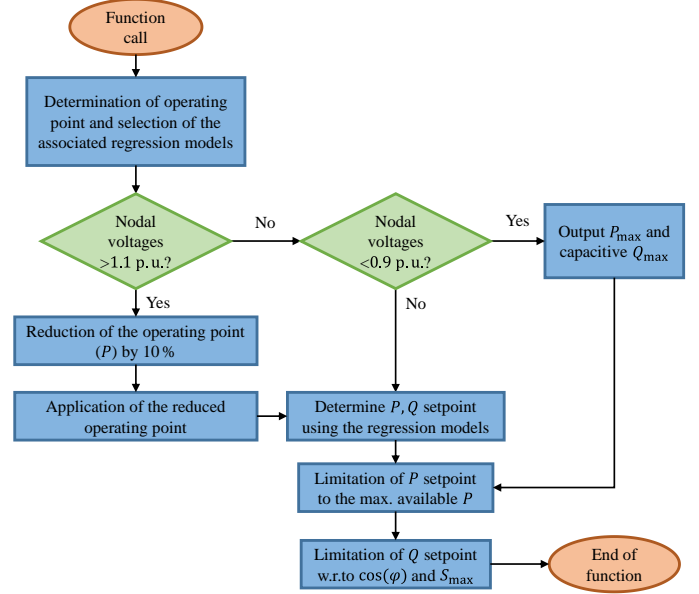 Function
call
Determination of operating
point and selection of the
associated regression models
Nodal
voltages
>1.1 p. u.?
No
Nodal
voltages
<0.9 p. u.?
Yes
Output P_max and
capacitive Q_max
Yes
No
Reduction of the operating point
(P) by 10 %
Application of the reduced
operating point
Determine P, Q setpoint
using the regression models
Limitation of P setpoint
to the max. available P
Limitation of Q setpoint
w.r.to cos(φ) and S_max
End of
function